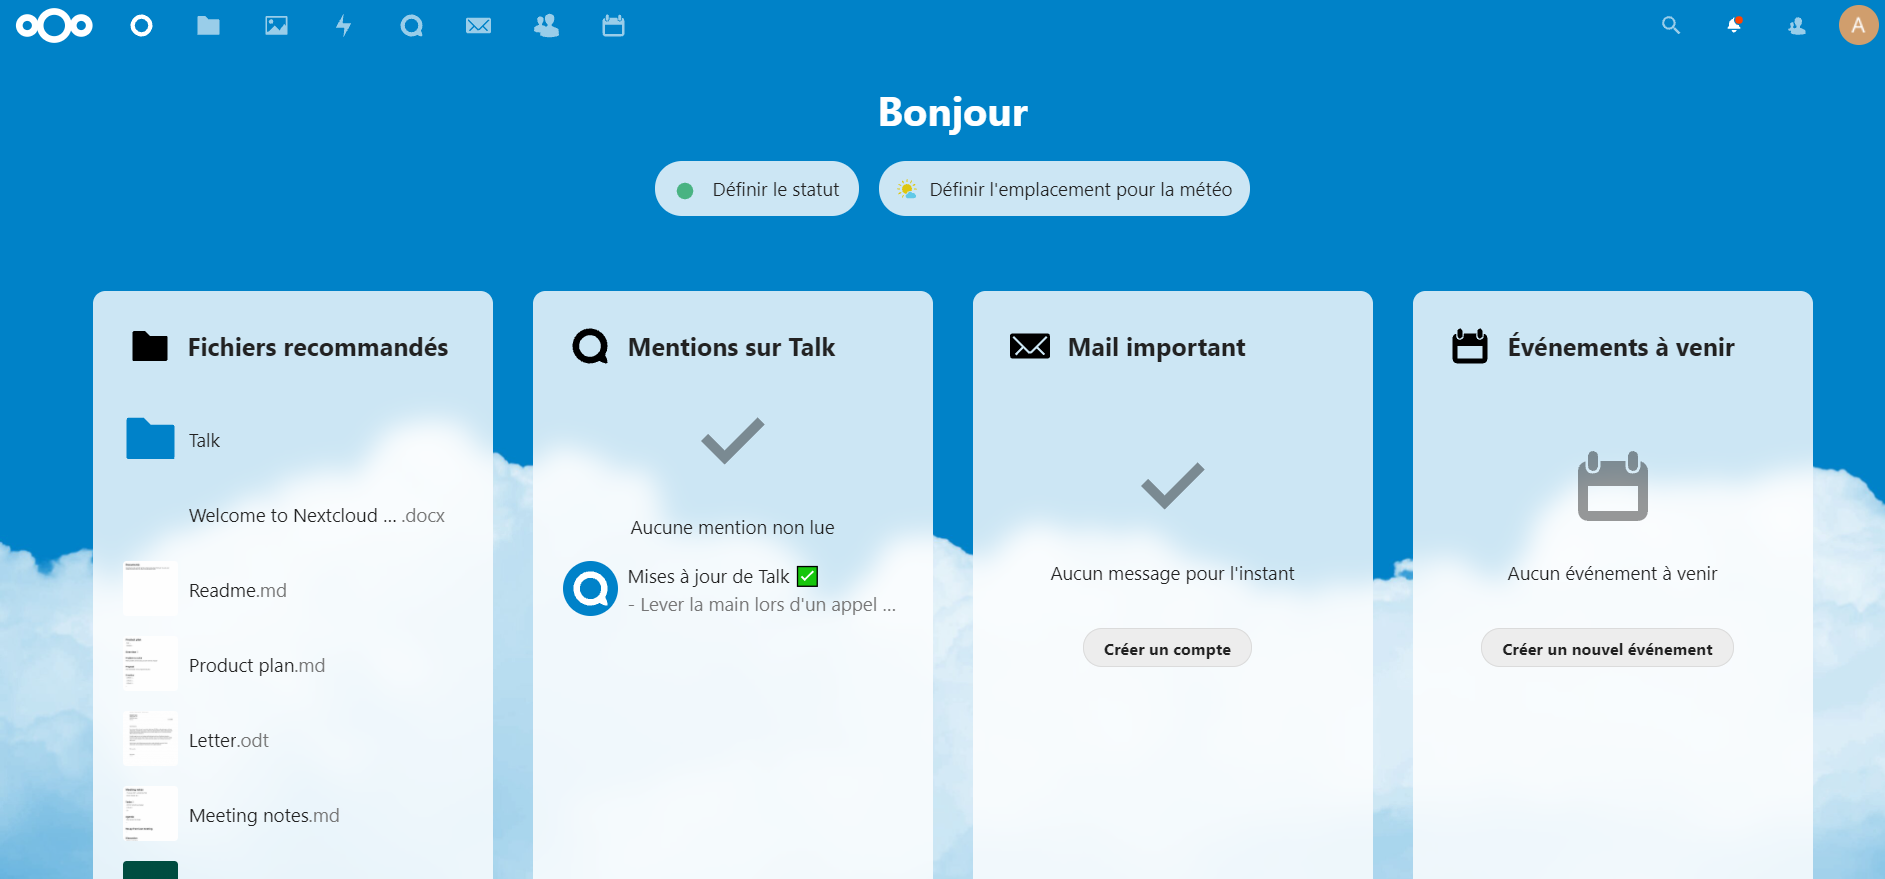 A
Bonjour
Définir le statut
Définir l'emplacement pour la météo
Fichiers recommandés
Talk
Welcome to Nextcloud ... .docx
Readme.md
Product plan.md
Letter.odt
Meeting notes.md
Mentions sur Talk
Aucune mention non lue
Mises à jour de Talk ✅
- Lever la main lors d'un appel ...
Mail important
Aucun message pour l'instant
Créer un compte
Événements à venir
Aucun événement à venir
Créer un nouvel événement